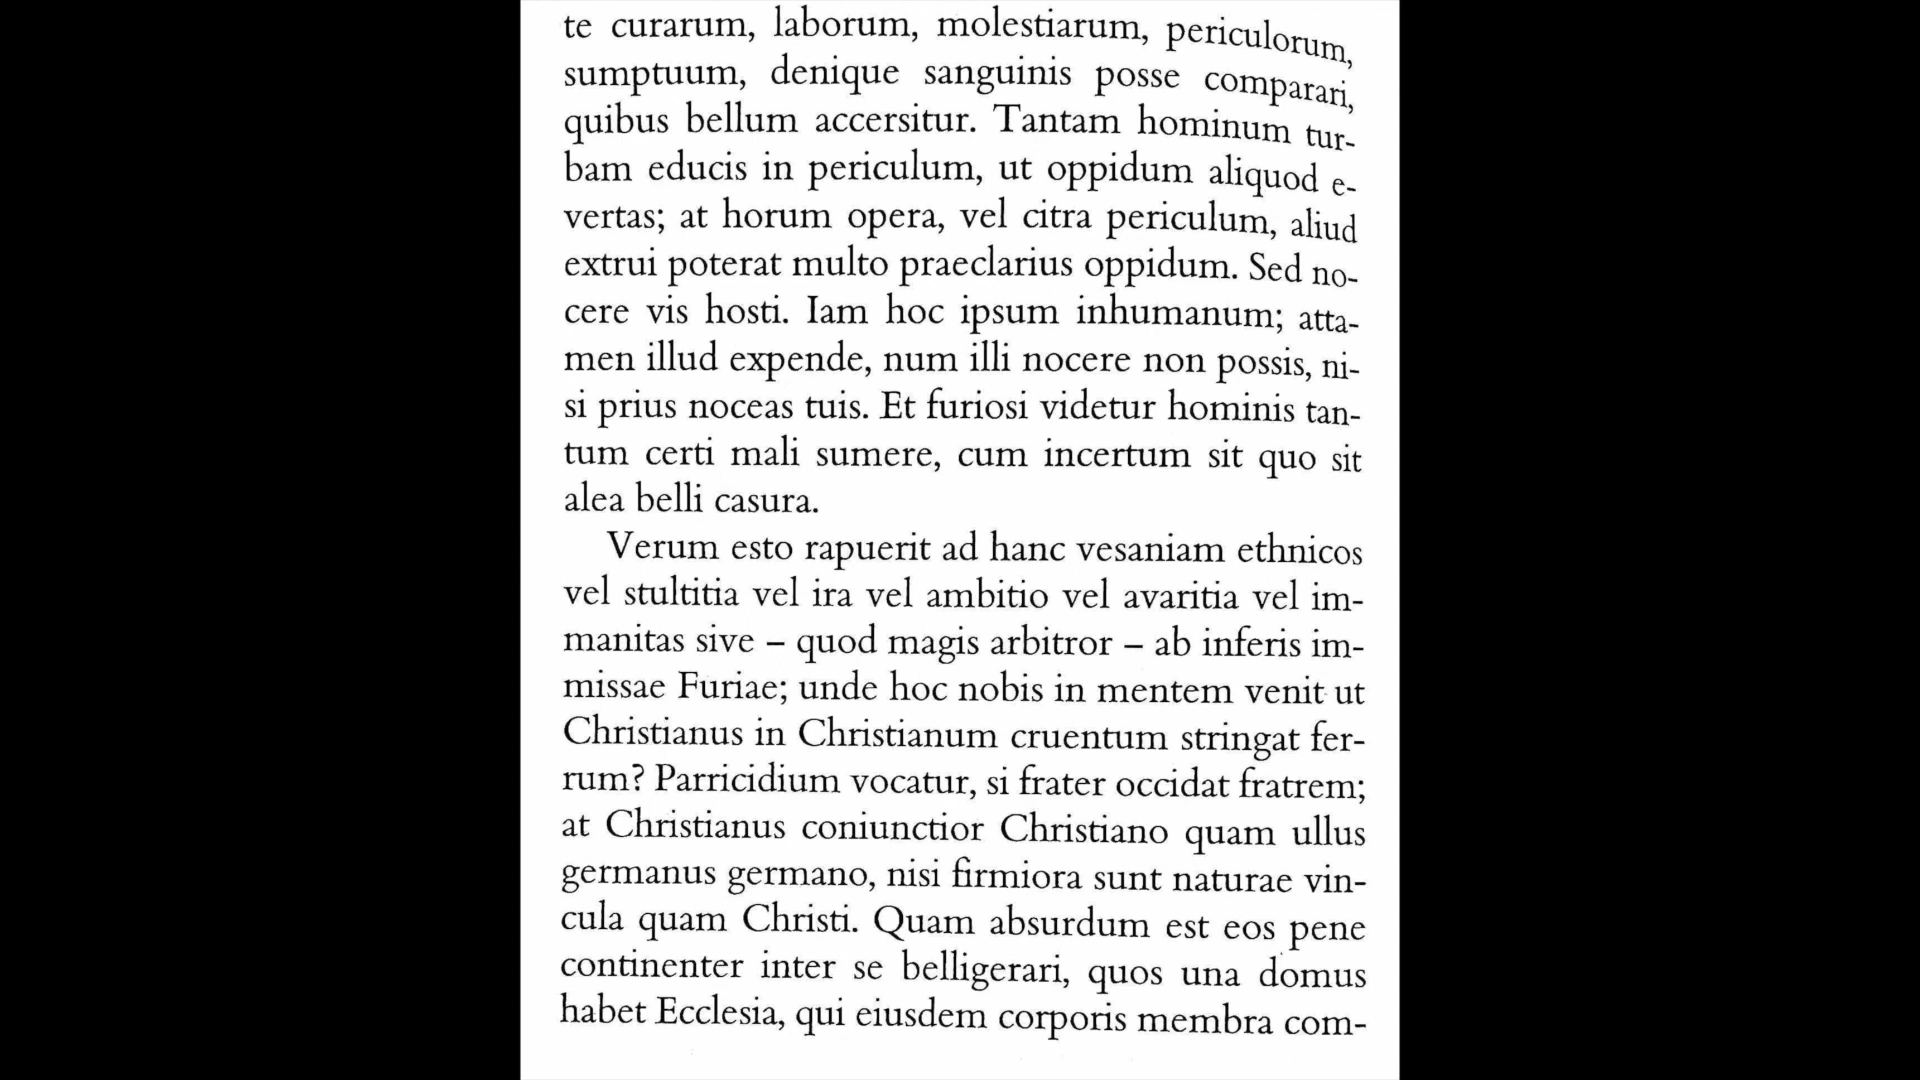 te curarum, laborum, molestiarum, periculorum,
sumptuum, denique sanguinis posse comparari,
quibus bellum accersitur. Tantam hominum tur-
bam educis in periculum, ut oppidum aliquod e-
vertas; at horum opera, vel citra periculum, aliud
extrui poterat multo praeclarius oppidum. Sed no-
cere vis hosti. Iam hoc ipsum inhumanum; atta-
men illud expende, num illi nocere non possis, ni-
si prius noceas tuis. Et furiosi videtur hominis tan-
tum certi mali sumere, cum incertum sit quo sit
alea belli casura.
Verum esto rapuerit ad hanc vesaniam ethnicos
vel stultitia vel ira vel ambitio vel avaritia vel im-
manitas sive – quod magis arbitror – ab inferis im-
missae Furiae; unde hoc nobis in mentem venit ut
Christianus in Christianum cruentum stringat fer-
rum? Parricidium vocatur, si frater occidat fratrem;
at Christianus coniunctior Christiano quam ullus
germanus germano, nisi firmiora sunt naturae vin-
cula quam Christi. Quam absurdum est eos pene
continenter inter se belligerari, quos una domus
habet Ecclesia, qui eiusdem corporis membra com-